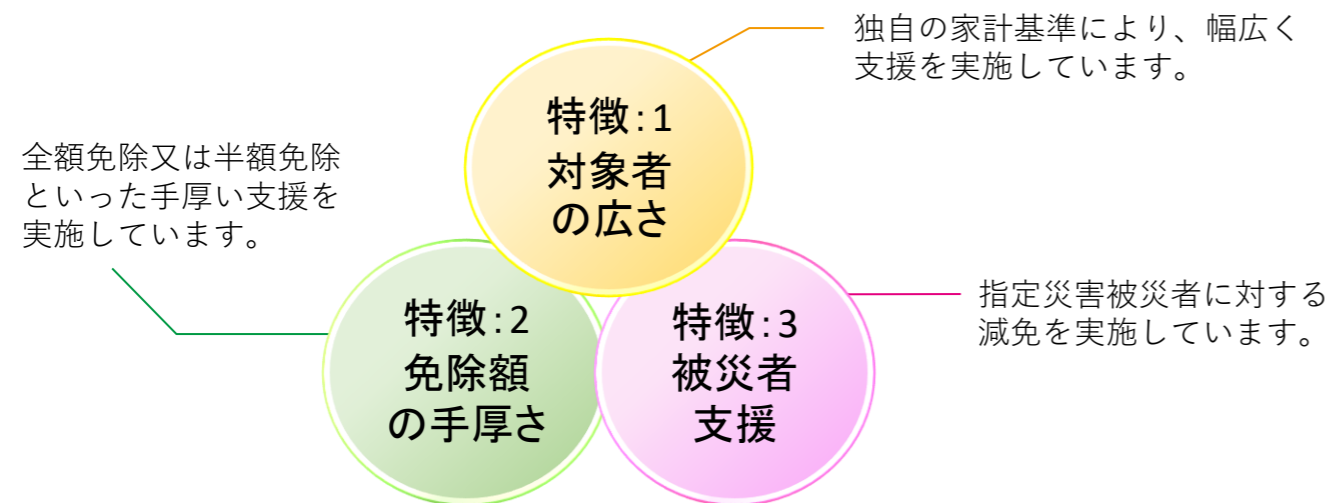 独自の家計基準により、幅広く
支援を実施しています。
特徴:1
対象者
の広さ
全額免除又は半額免除
といった手厚い支援を
実施しています。
特徴:2
免除額
の手厚さ
特徴:3
被災者
支援
指定災害被災者に対する
減免を実施しています。